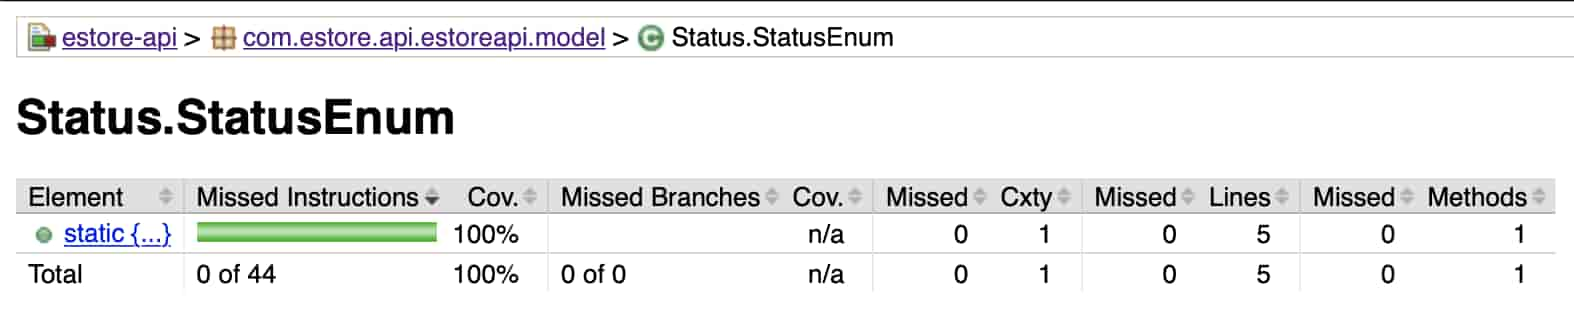 estore-api > com.estore.api.estoreapi.model > Status.StatusEnum
Status.StatusEnum
Element Missed Instructions Cov. Missed Branches Cov. Missed Cxty Missed Lines Missed Methods
static {...} 100% n/a 0 1 0 5 0 1
Total 0 of 44 100% 0 of 0 n/a 0 1 0 5 0 1